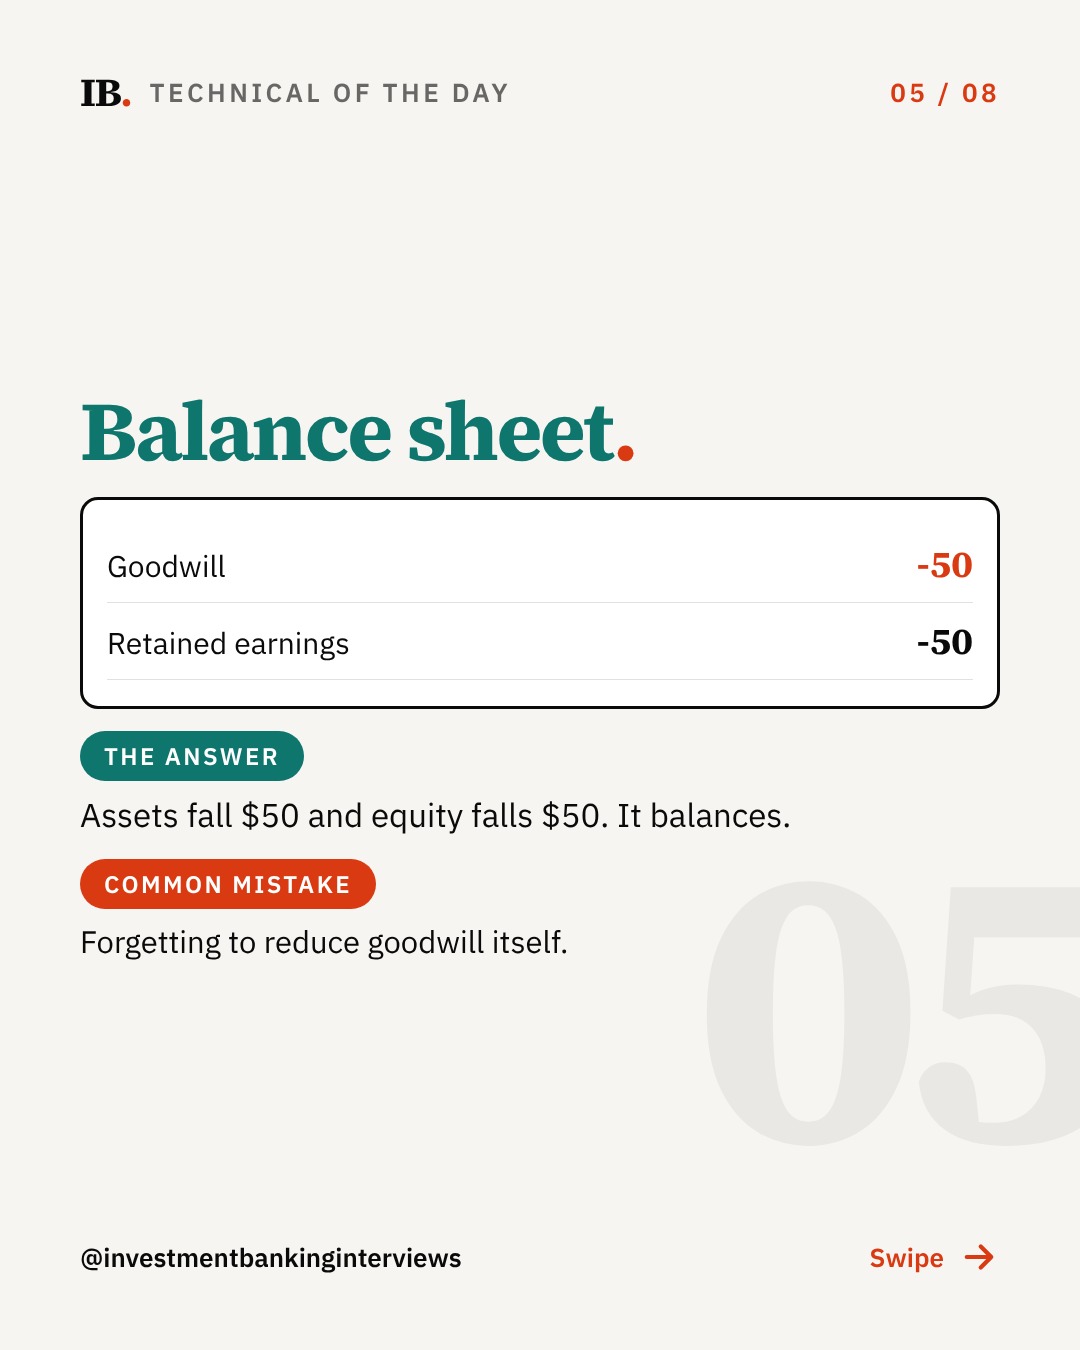 IB. TECHNICAL OF THE DAY
05 / 08
Balance sheet.
Goodwill -50
Retained earnings -50
THE ANSWER
Assets fall $50 and equity falls $50. It balances.
COMMON MISTAKE
Forgetting to reduce goodwill itself.
05
@investmentbankinginterviews
Swipe →